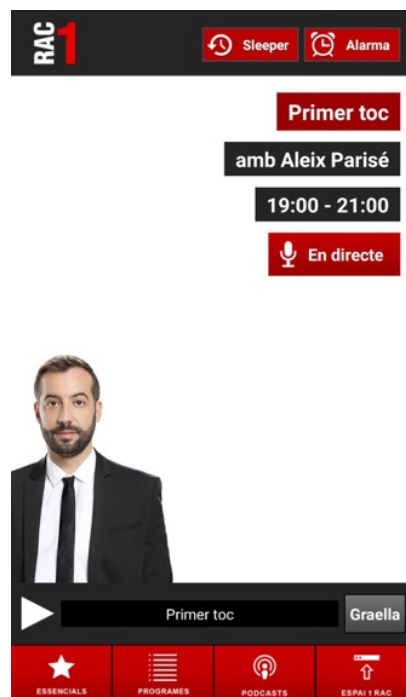 RAC1
Sleeper
Alarma
Primer toc
amb Aleix Parisé
19:00 - 21:00
En directe
Primer toc
Graella
ESSENCIALS
PROGRAMES
PODCASTS
ESPAI 1 RAC